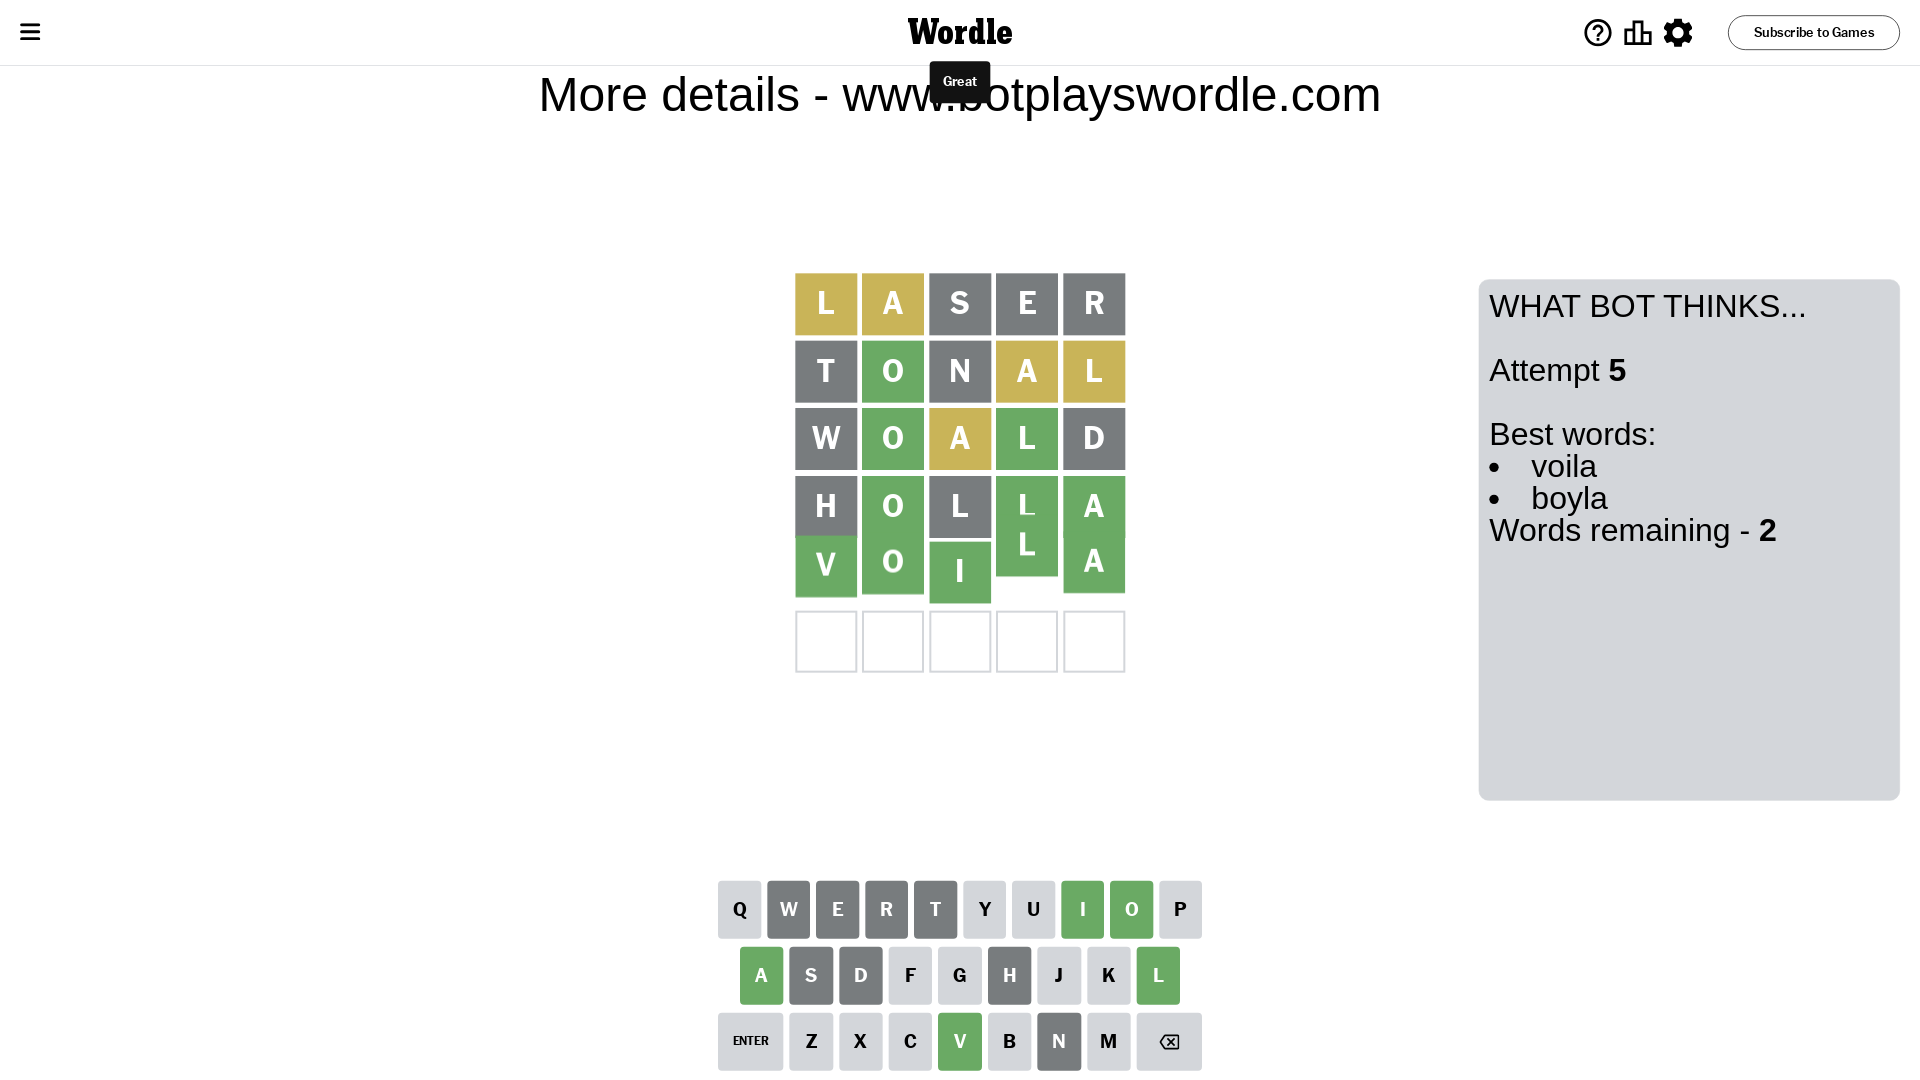 Wordle
Subscribe to Games
Great
More details - www.botplayswordle.com
L A S E R
T O N A L
W O A L D
H O L L A
V O I L A
WHAT BOT THINKS...
Attempt 5
Best words:
• voila
• boyla
Words remaining - 2
Q W E R T Y U I O P
A S D F G H J K L
ENTER Z X C V B N M